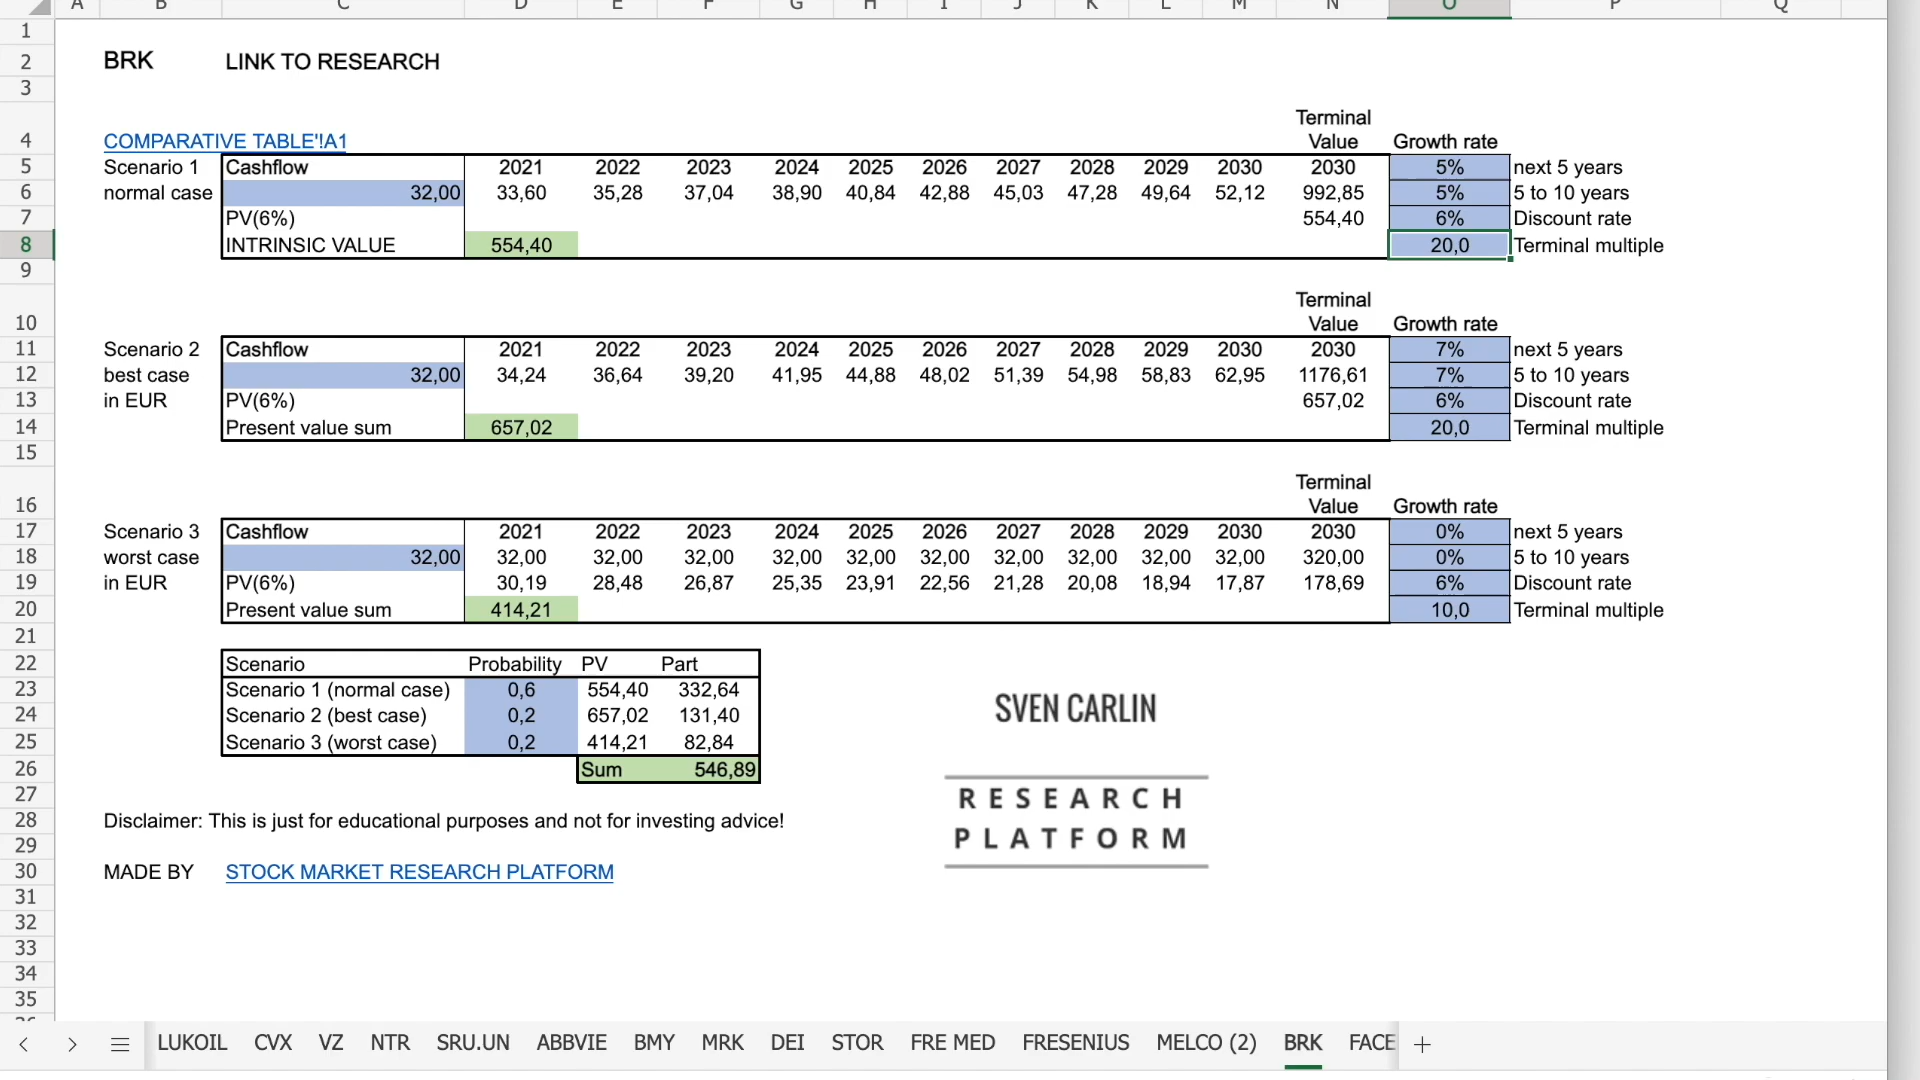 A B C D E F G H I J K L M N O P Q
1
2 BRK LINK TO RESEARCH
3
Terminal
4 COMPARATIVE TABLE'!A1 Value Growth rate
5 Scenario 1 Cashflow 2021 2022 2023 2024 2025 2026 2027 2028 2029 2030 2030 5% next 5 years
6 normal case 32,00 33,60 35,28 37,04 38,90 40,84 42,88 45,03 47,28 49,64 52,12 992,85 5% 5 to 10 years
7 PV(6%) 554,40 6% Discount rate
8 INTRINSIC VALUE 554,40 20,0 Terminal multiple
9
Terminal
10 Value Growth rate
11 Scenario 2 Cashflow 2021 2022 2023 2024 2025 2026 2027 2028 2029 2030 2030 7% next 5 years
12 best case 32,00 34,24 36,64 39,20 41,95 44,88 48,02 51,39 54,98 58,83 62,95 1176,61 7% 5 to 10 years
13 in EUR PV(6%) 657,02 6% Discount rate
14 Present value sum 657,02 20,0 Terminal multiple
15
Terminal
16 Value Growth rate
17 Scenario 3 Cashflow 2021 2022 2023 2024 2025 2026 2027 2028 2029 2030 2030 0% next 5 years
18 worst case 32,00 32,00 32,00 32,00 32,00 32,00 32,00 32,00 32,00 32,00 32,00 320,00 0% 5 to 10 years
19 in EUR PV(6%) 30,19 28,48 26,87 25,35 23,91 22,56 21,28 20,08 18,94 17,87 178,69 6% Discount rate
20 Present value sum 414,21 10,0 Terminal multiple
21
22 Scenario Probability PV Part
23 Scenario 1 (normal case) 0,6 554,40 332,64
24 Scenario 2 (best case) 0,2 657,02 131,40
25 Scenario 3 (worst case) 0,2 414,21 82,84
26 Sum 546,89
SVEN CARLIN
RESEARCH
PLATFORM
27
28 Disclaimer: This is just for educational purposes and not for investing advice!
29
30 MADE BY STOCK MARKET RESEARCH PLATFORM
31
32
33
34
35
LUKOIL CVX VZ NTR SRU.UN ABBVIE BMY MRK DEI STOR FRE MED FRESENIUS MELCO (2) BRK FACE